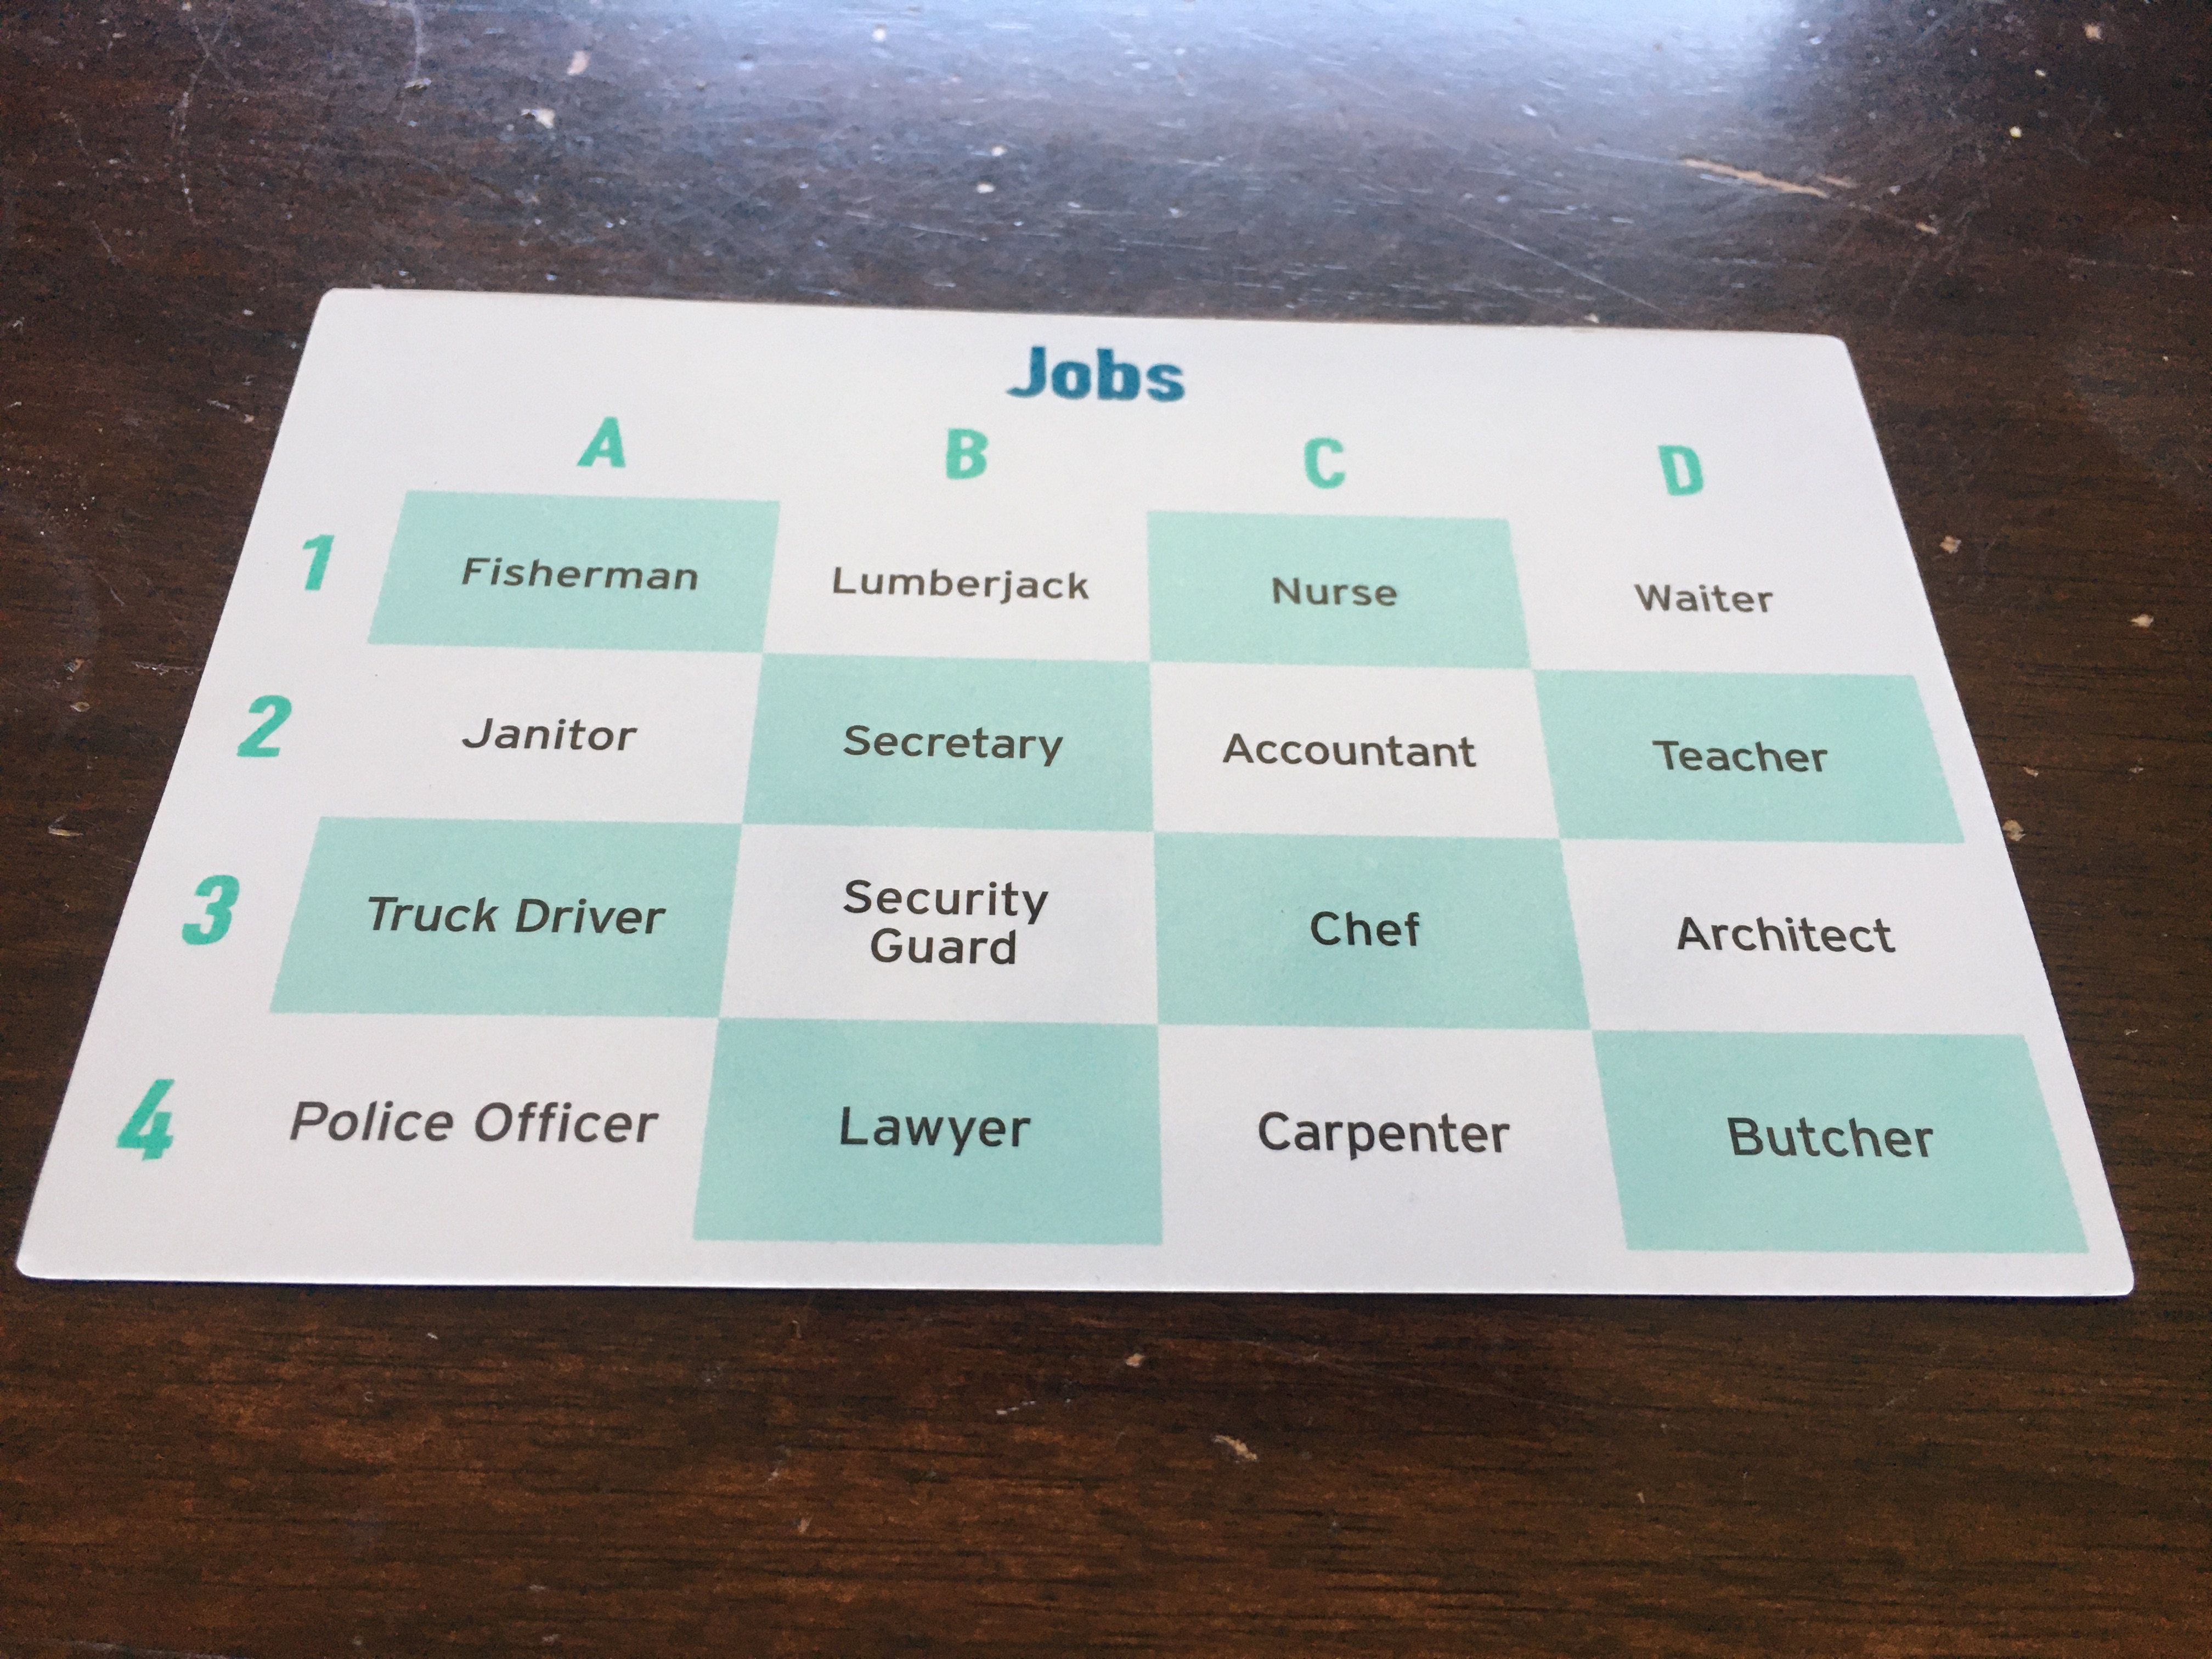 Jobs
A B C D
1 Fisherman Lumberjack Nurse Waiter
2 Janitor Secretary Accountant Teacher
3 Truck Driver Security Guard Chef Architect
4 Police Officer Lawyer Carpenter Butcher